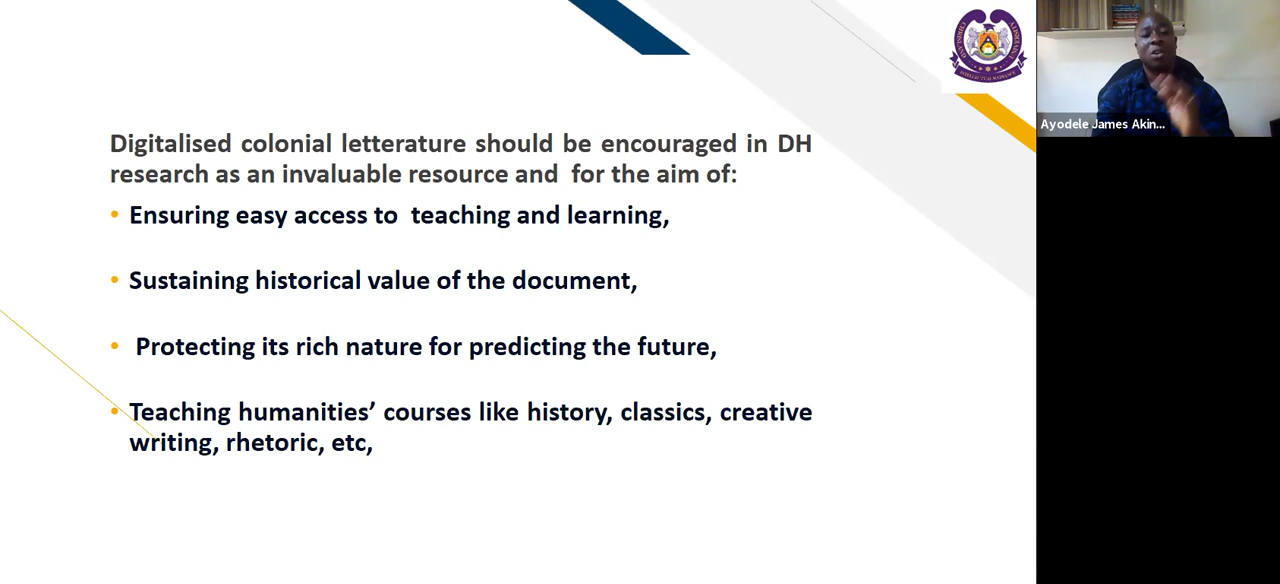 Digitalised colonial letterature should be encouraged in DH
research as an invaluable resource and for the aim of:
• Ensuring easy access to teaching and learning,
• Sustaining historical value of the document,
• Protecting its rich nature for predicting the future,
• Teaching humanities’ courses like history, classics, creative
writing, rhetoric, etc,
Ayodele James Akin...